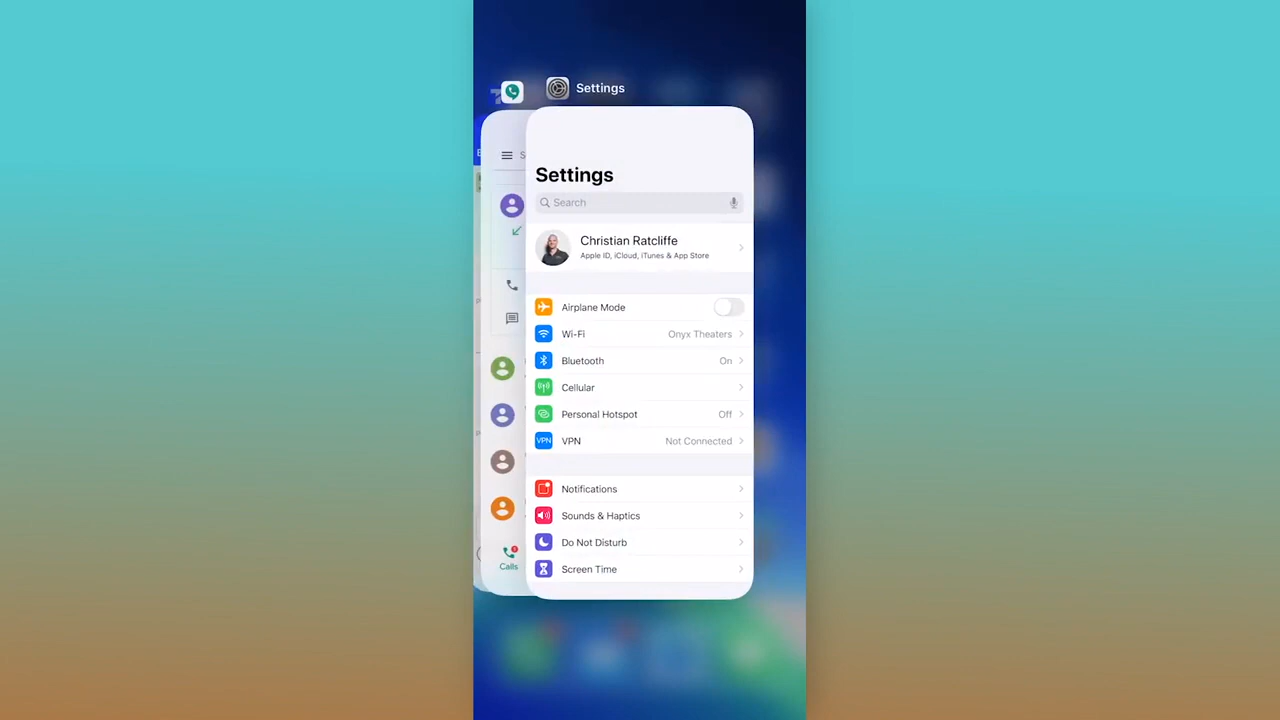 Settings
Settings
S
Search
Christian Ratcliffe
Apple ID, iCloud, iTunes & App Store
Airplane Mode
Wi-Fi Onyx Theaters
Bluetooth On
Cellular
Personal Hotspot Off
VPN VPN Not Connected
Notifications
Sounds & Haptics
Do Not Disturb
Screen Time
Calls